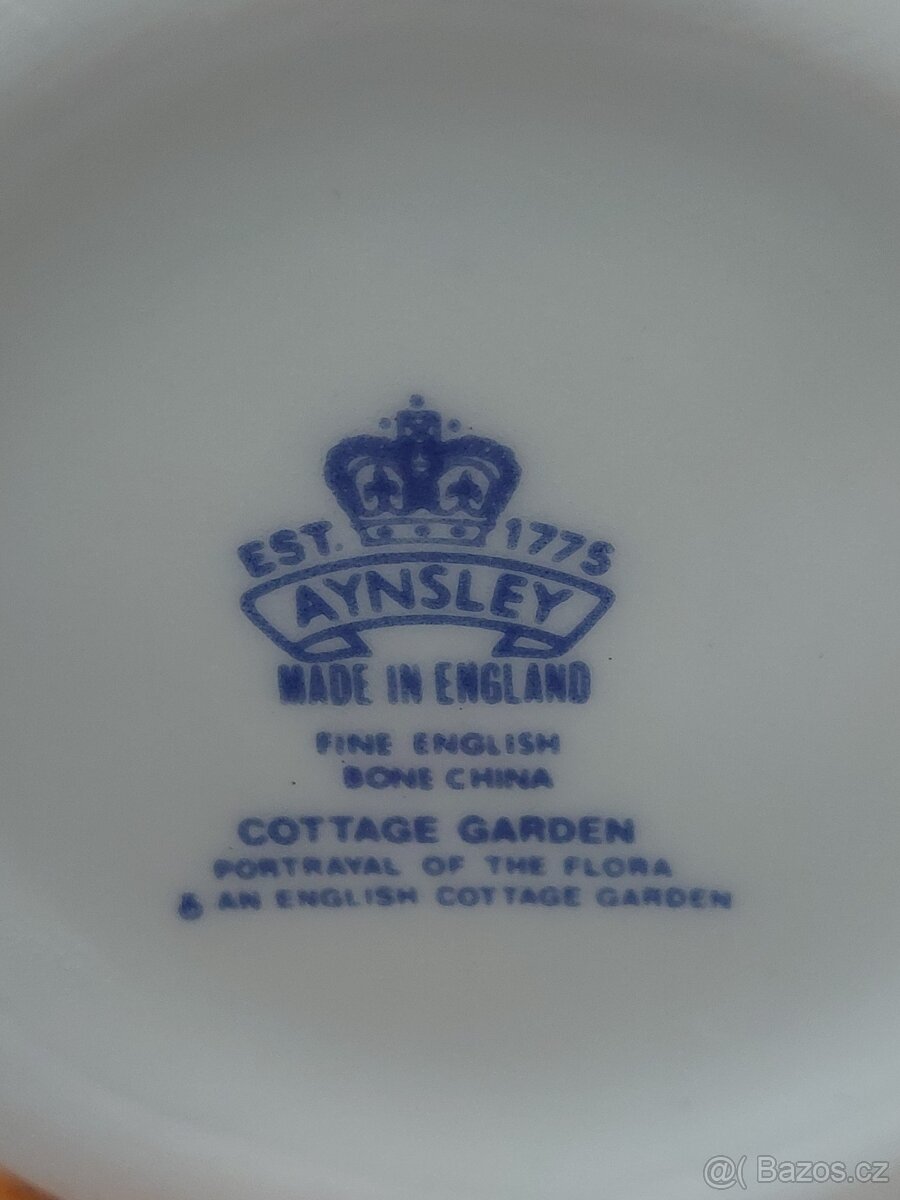 EST. 1775
AYNSLEY
MADE IN ENGLAND
FINE ENGLISH
BONE CHINA
COTTAGE GARDEN
PORTRAYAL OF THE FLORA
& AN ENGLISH COTTAGE GARDEN
@( Bazos.cz